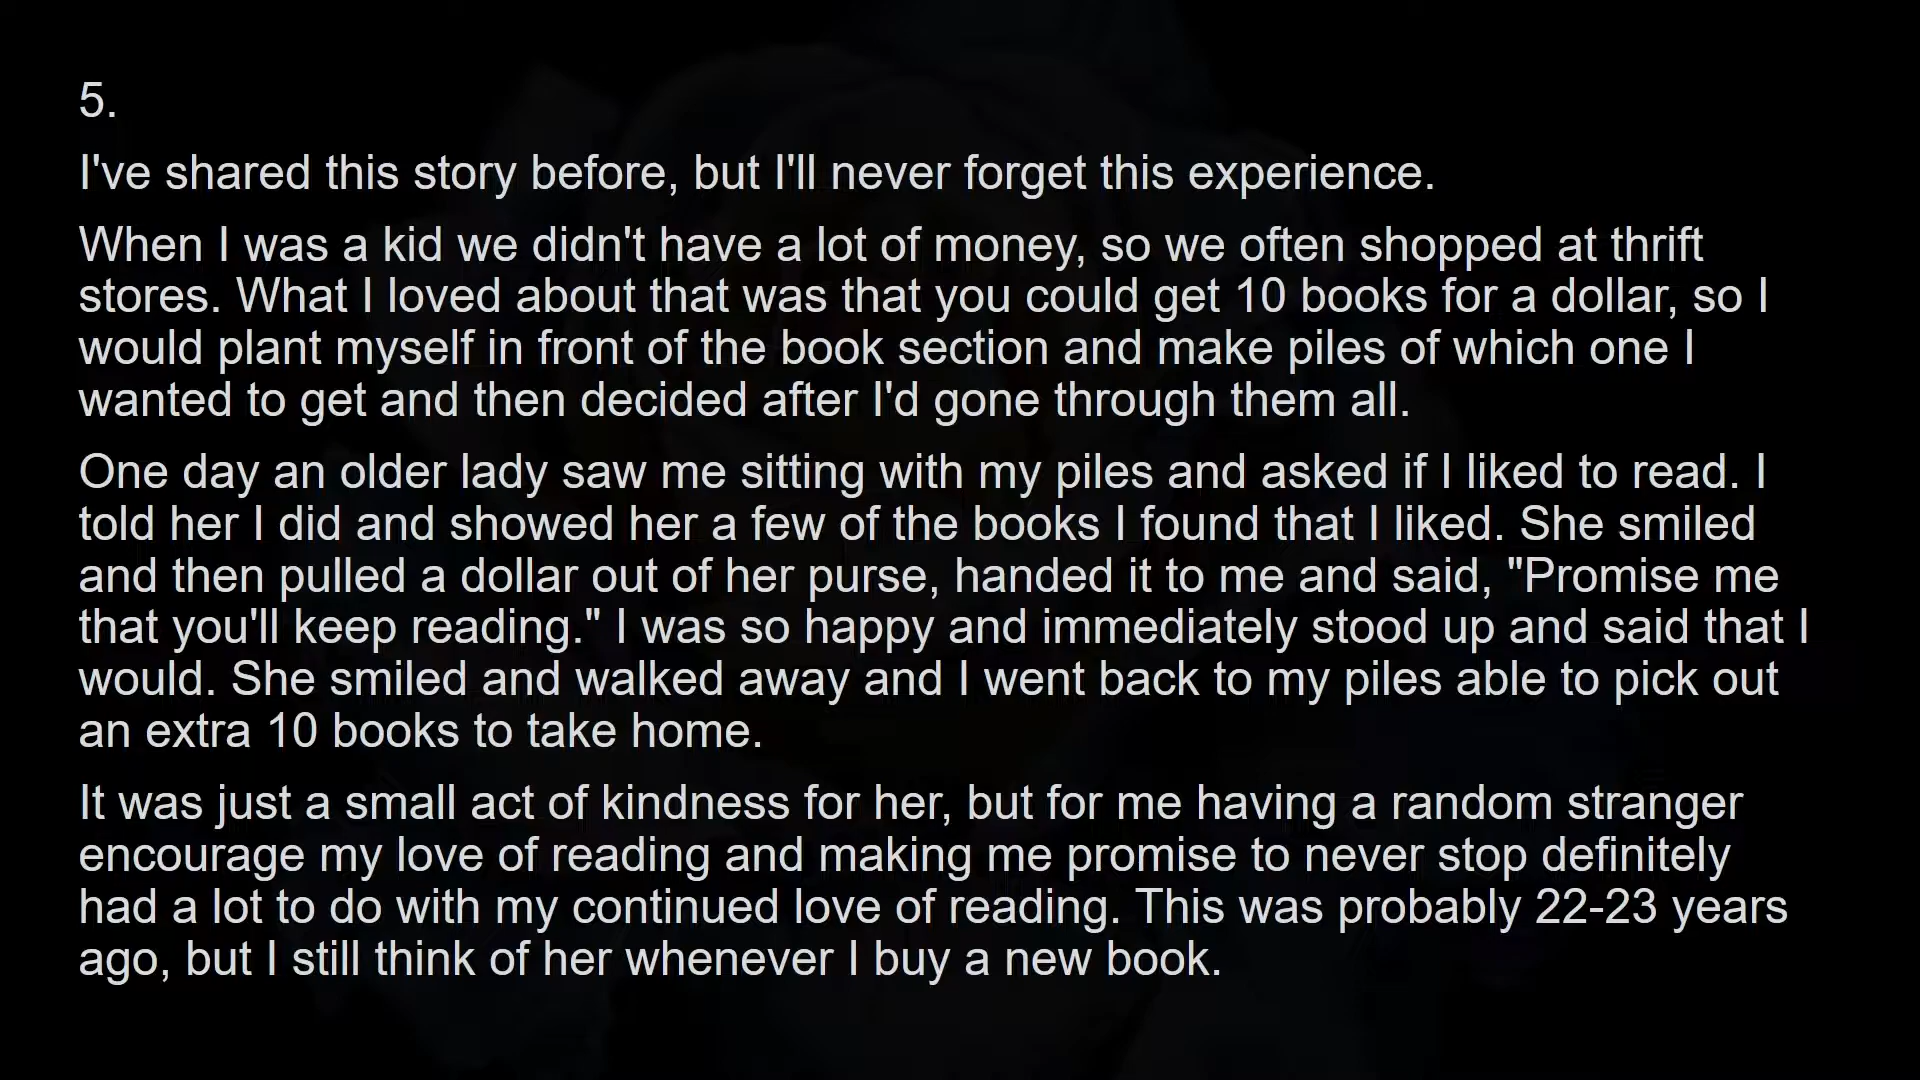 5.
I've shared this story before, but I'll never forget this experience.
When I was a kid we didn't have a lot of money, so we often shopped at thrift
stores. What I loved about that was that you could get 10 books for a dollar, so I
would plant myself in front of the book section and make piles of which one I
wanted to get and then decided after I'd gone through them all.
One day an older lady saw me sitting with my piles and asked if I liked to read. I
told her I did and showed her a few of the books I found that I liked. She smiled
and then pulled a dollar out of her purse, handed it to me and said, "Promise me
that you'll keep reading." I was so happy and immediately stood up and said that I
would. She smiled and walked away and I went back to my piles able to pick out
an extra 10 books to take home.
It was just a small act of kindness for her, but for me having a random stranger
encourage my love of reading and making me promise to never stop definitely
had a lot to do with my continued love of reading. This was probably 22-23 years
ago, but I still think of her whenever I buy a new book.